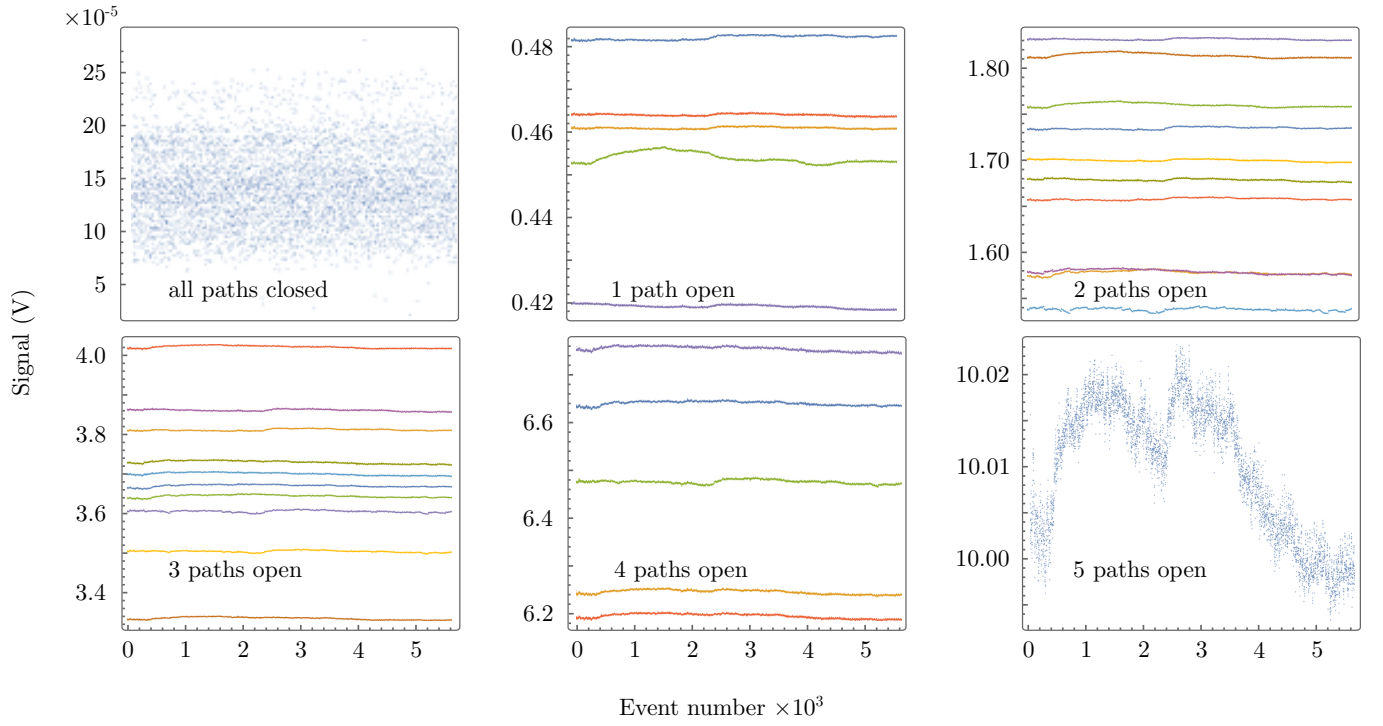 ×10⁻⁵
25
20
15
10
5
all paths closed
0.48
0.46
0.44
0.42
1 path open
1.80
1.70
1.60
2 paths open
Signal (V)
4.0
3.8
3.6
3.4
3 paths open
0 1 2 3 4 5
6.6
6.4
6.2
4 paths open
0 1 2 3 4 5
10.02
10.01
10.00
5 paths open
0 1 2 3 4 5
Event number ×10³